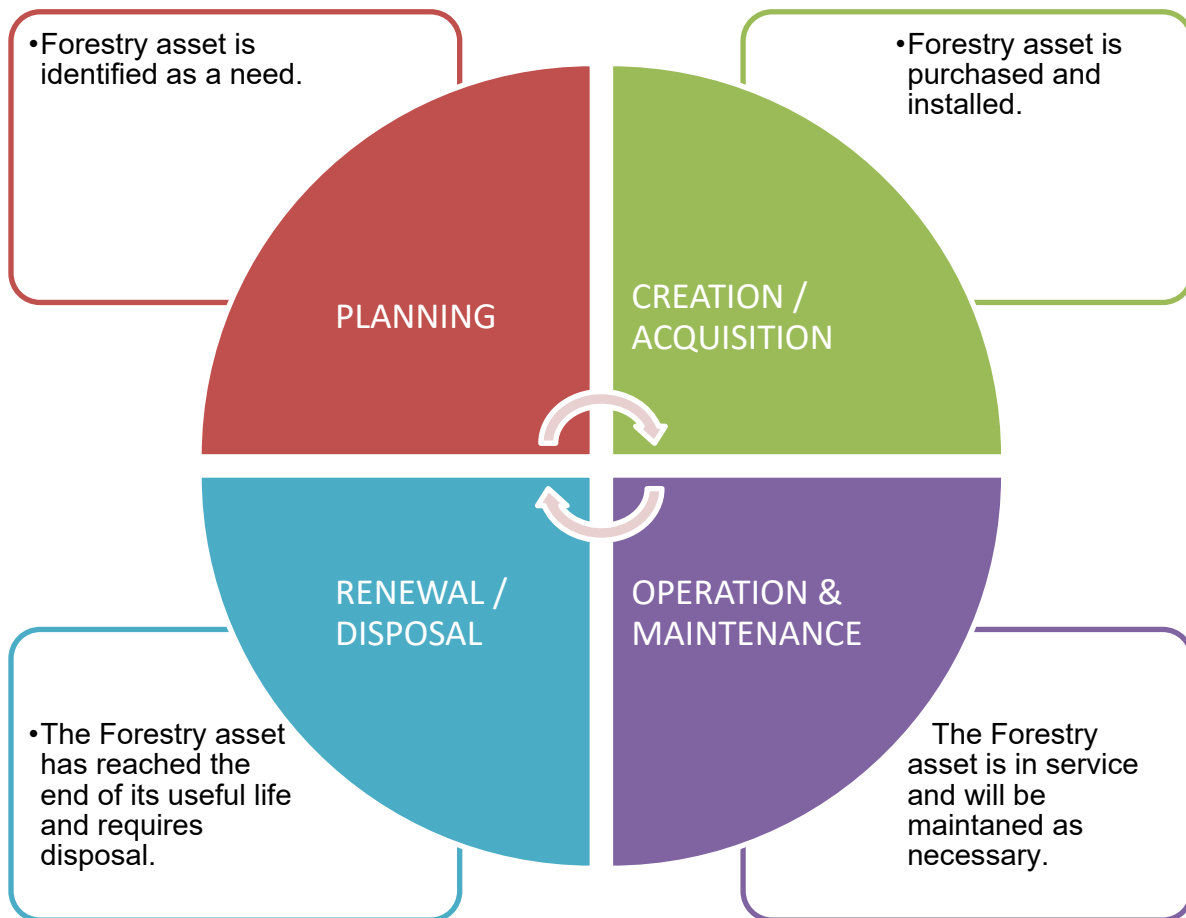 •Forestry asset is
identified as a need.
•Forestry asset is
purchased and
installed.
PLANNING
CREATION /
ACQUISITION
RENEWAL /
DISPOSAL
OPERATION &
MAINTENANCE
•The Forestry asset
has reached the
end of its useful life
and requires
disposal.
The Forestry
asset is in service
and will be
maintaned as
necessary.